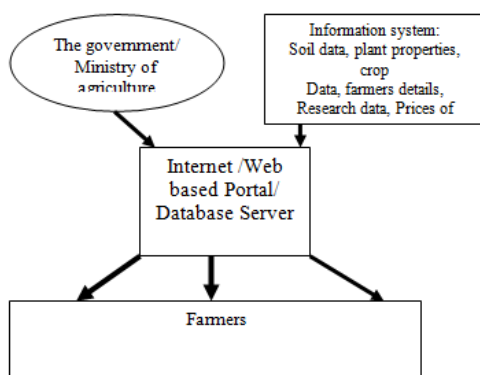 The government/
Ministry of
agriculture
Information system:
Soil data, plant properties,
crop
Data, farmers details,
Research data, Prices of
Internet /Web
based Portal/
Database Server
Farmers